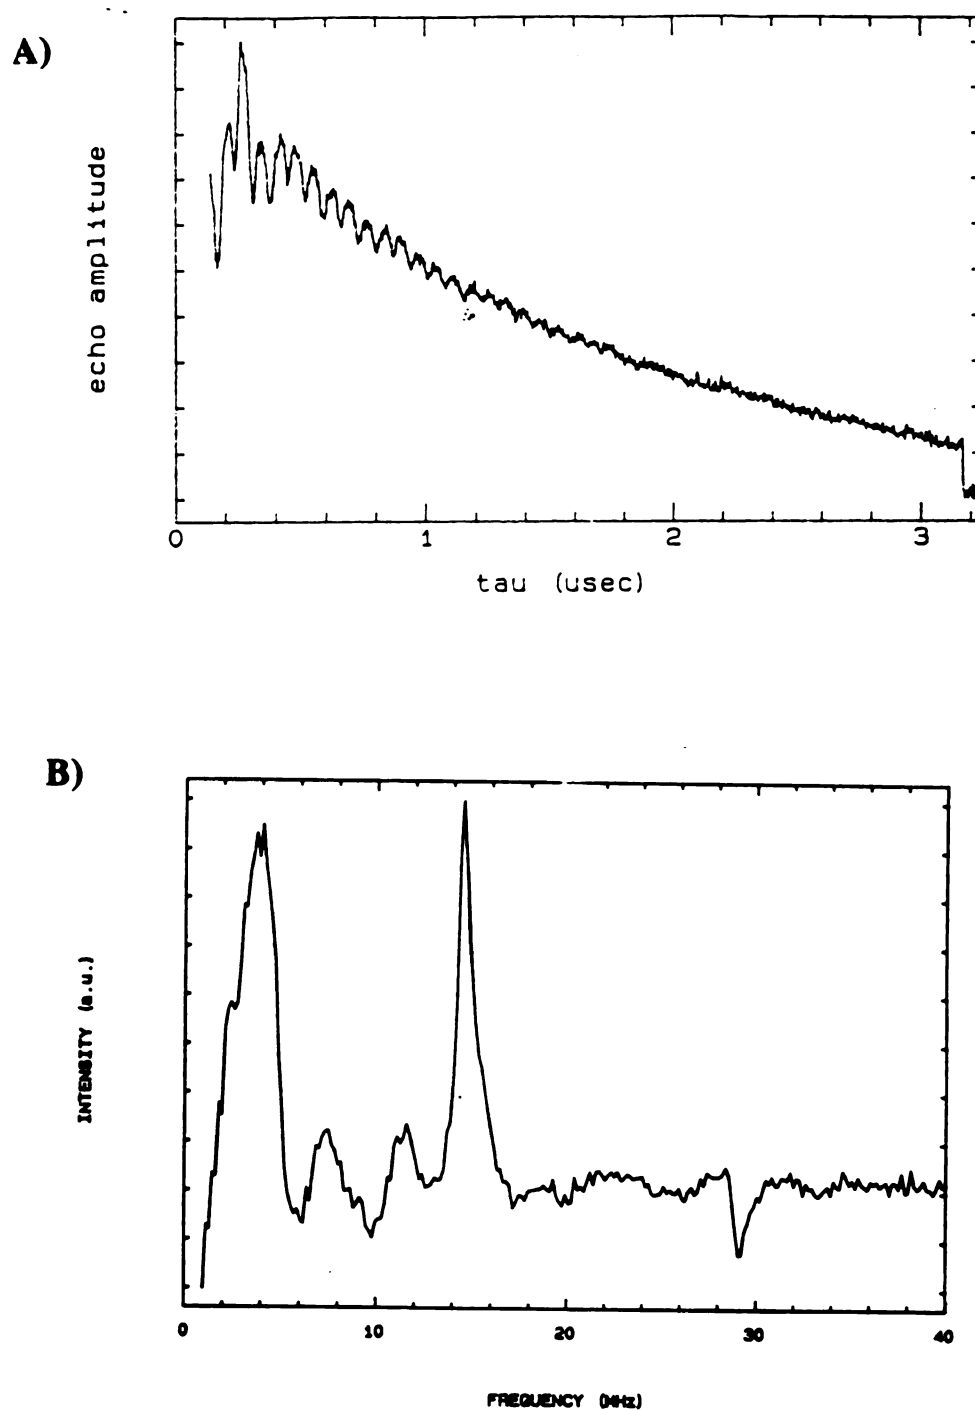 A)
echo amplitude
0 1 2 3
tau (usec)
B)
INTENSITY (a.u.)
0 10 20 30 40
FREQUENCY (MHz)